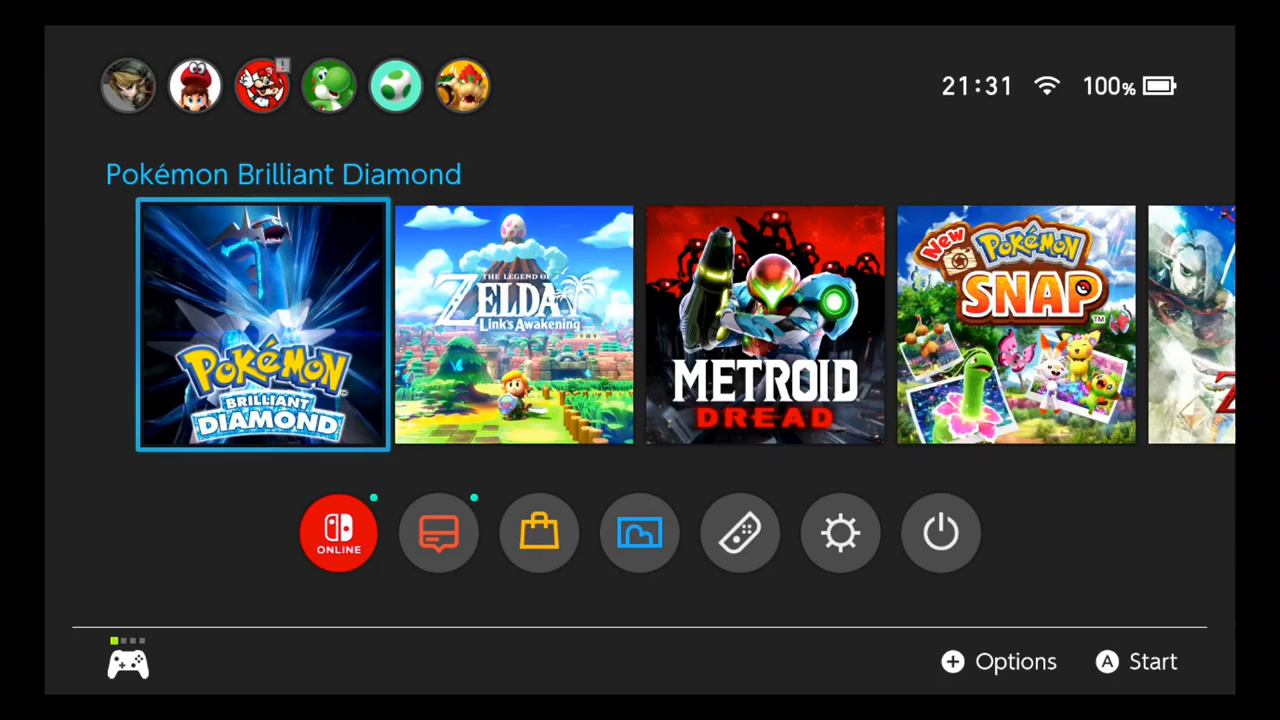 21:31 100%
Pokémon Brilliant Diamond
POKéMON
BRILLIANT
DIAMOND
THE LEGEND OF
ZELDA
Link's Awakening
METROID
DREAD
New
POKéMON
SNAP
TM
Z
ONLINE
Options Start